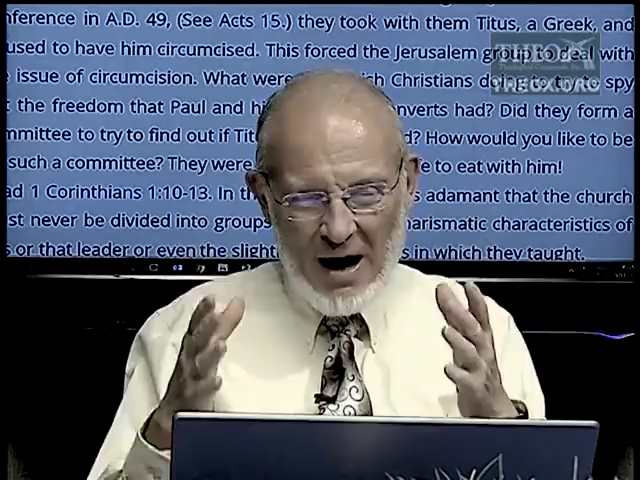 nference in A.D. 49, (See Acts 15.) they took with them Titus, a Greek, and
used to have him circumcised. This forced the Jerusalem group to deal with
issue of circumcision. What were Christians doing to try to spy
t the freedom that Paul and hi nverts had? Did they form a
mmittee to try to find out if Tit d? How would you like to be
such a committee? They were e to eat with him!
ad 1 Corinthians 1:10-13. In th s adamant that the church
st never be divided into groups harismatic characteristics of
s or that leader or even the slight s in which they taught.
THEOX.ORG